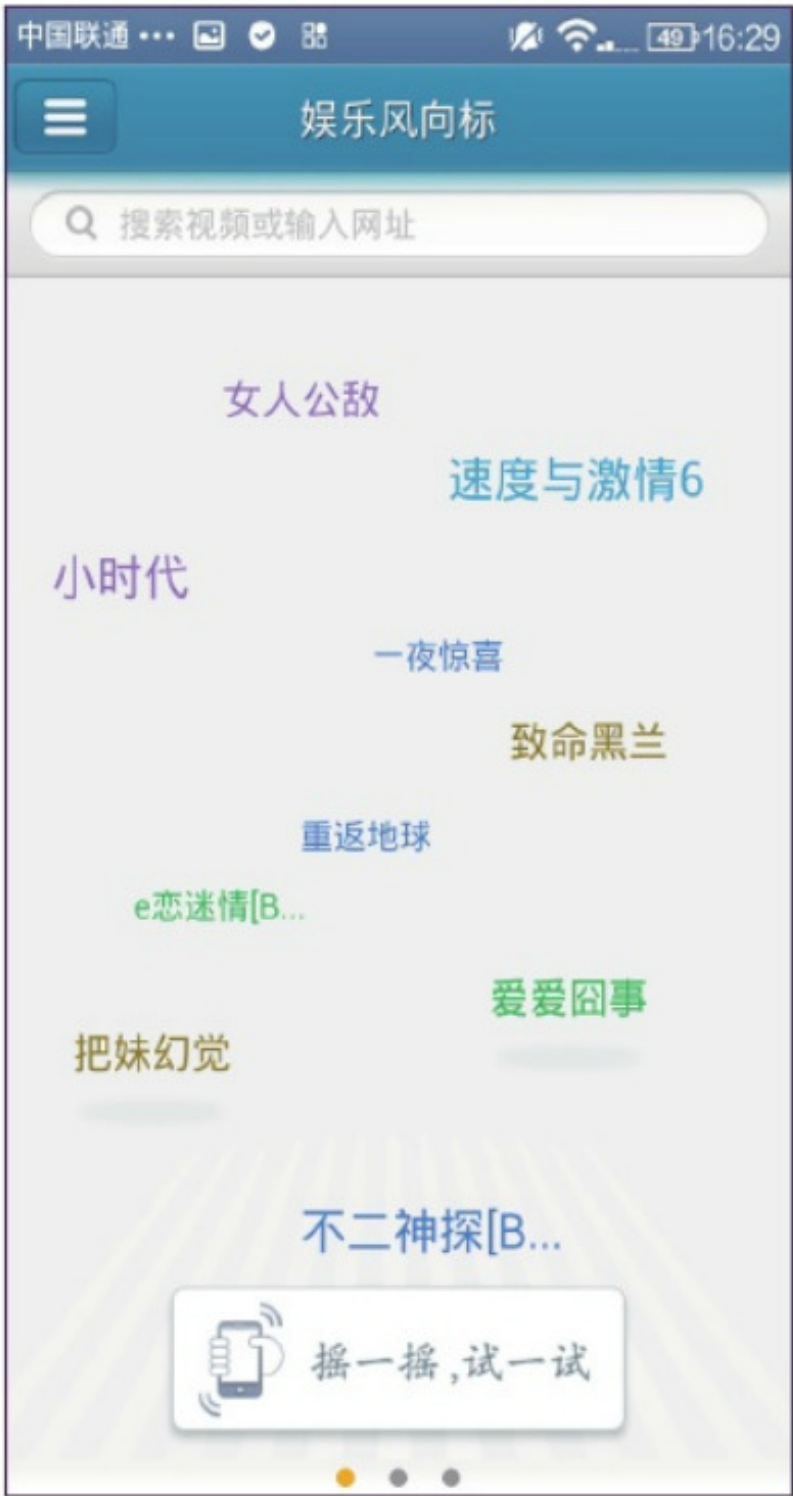 中国联通 ••• 49 16:29
娱乐风向标
搜索视频或输入网址
女人公敌
速度与激情6
小时代
一夜惊喜
致命黑兰
重返地球
e恋迷情[B...
爱爱囧事
把妹幻觉
不二神探[B...
摇一摇,试一试